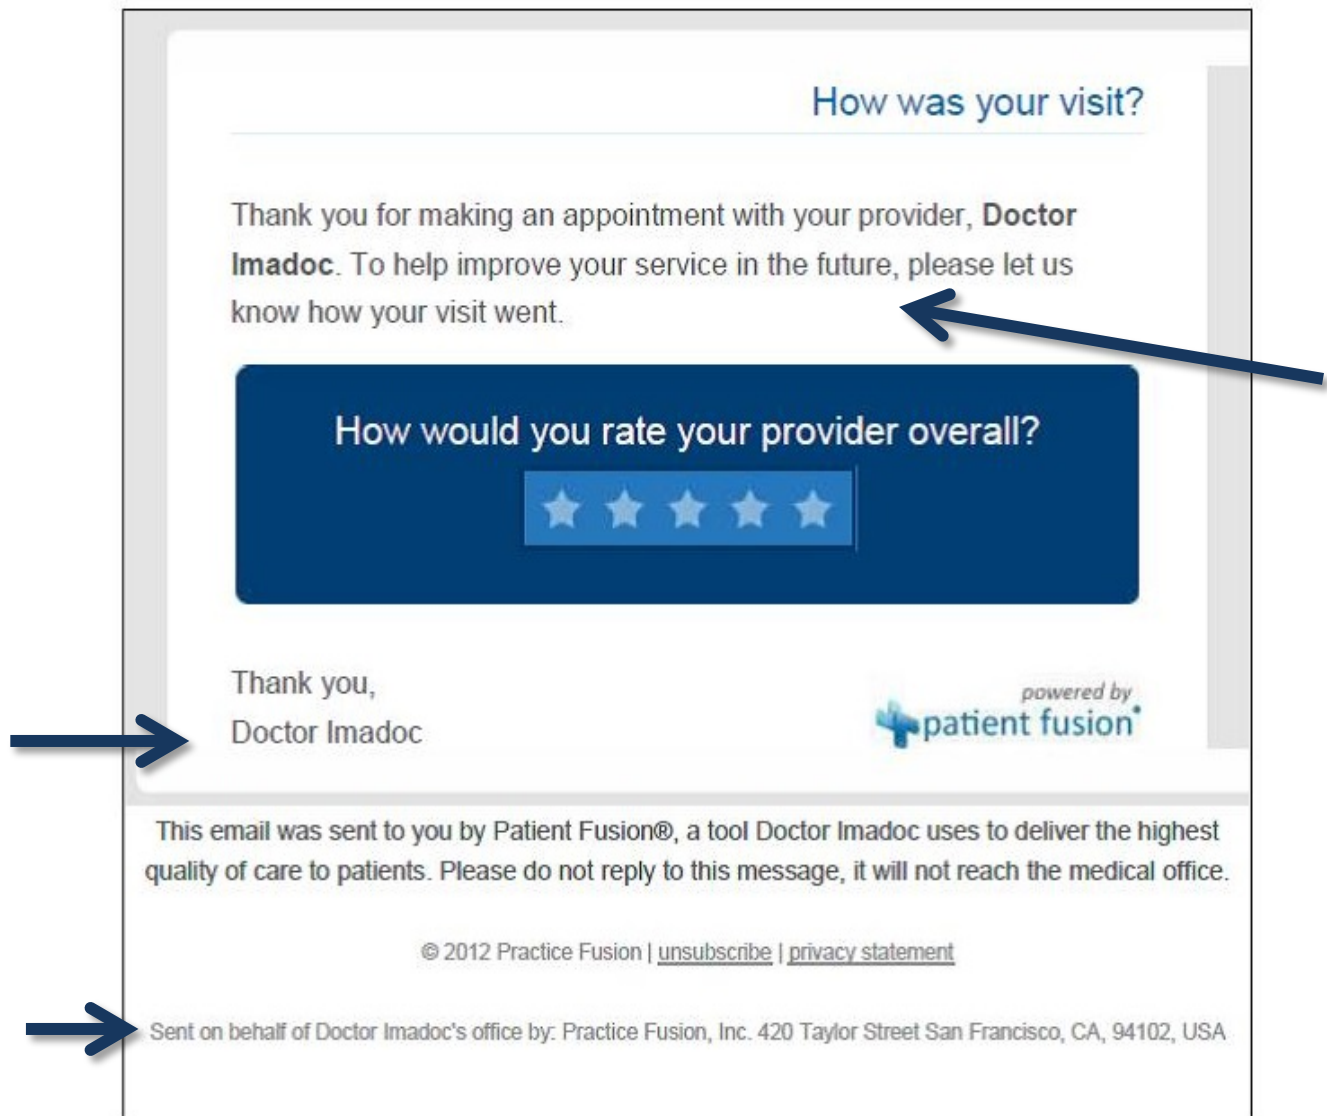 How was your visit?
Thank you for making an appointment with your provider, Doctor
Imadoc. To help improve your service in the future, please let us
know how your visit went.
How would you rate your provider overall?
Thank you,
Doctor Imadoc
powered by
patient fusion
This email was sent to you by Patient Fusion®, a tool Doctor Imadoc uses to deliver the highest
quality of care to patients. Please do not reply to this message, it will not reach the medical office.
© 2012 Practice Fusion | unsubscribe | privacy statement
Sent on behalf of Doctor Imadoc's office by: Practice Fusion, Inc. 420 Taylor Street San Francisco, CA, 94102, USA